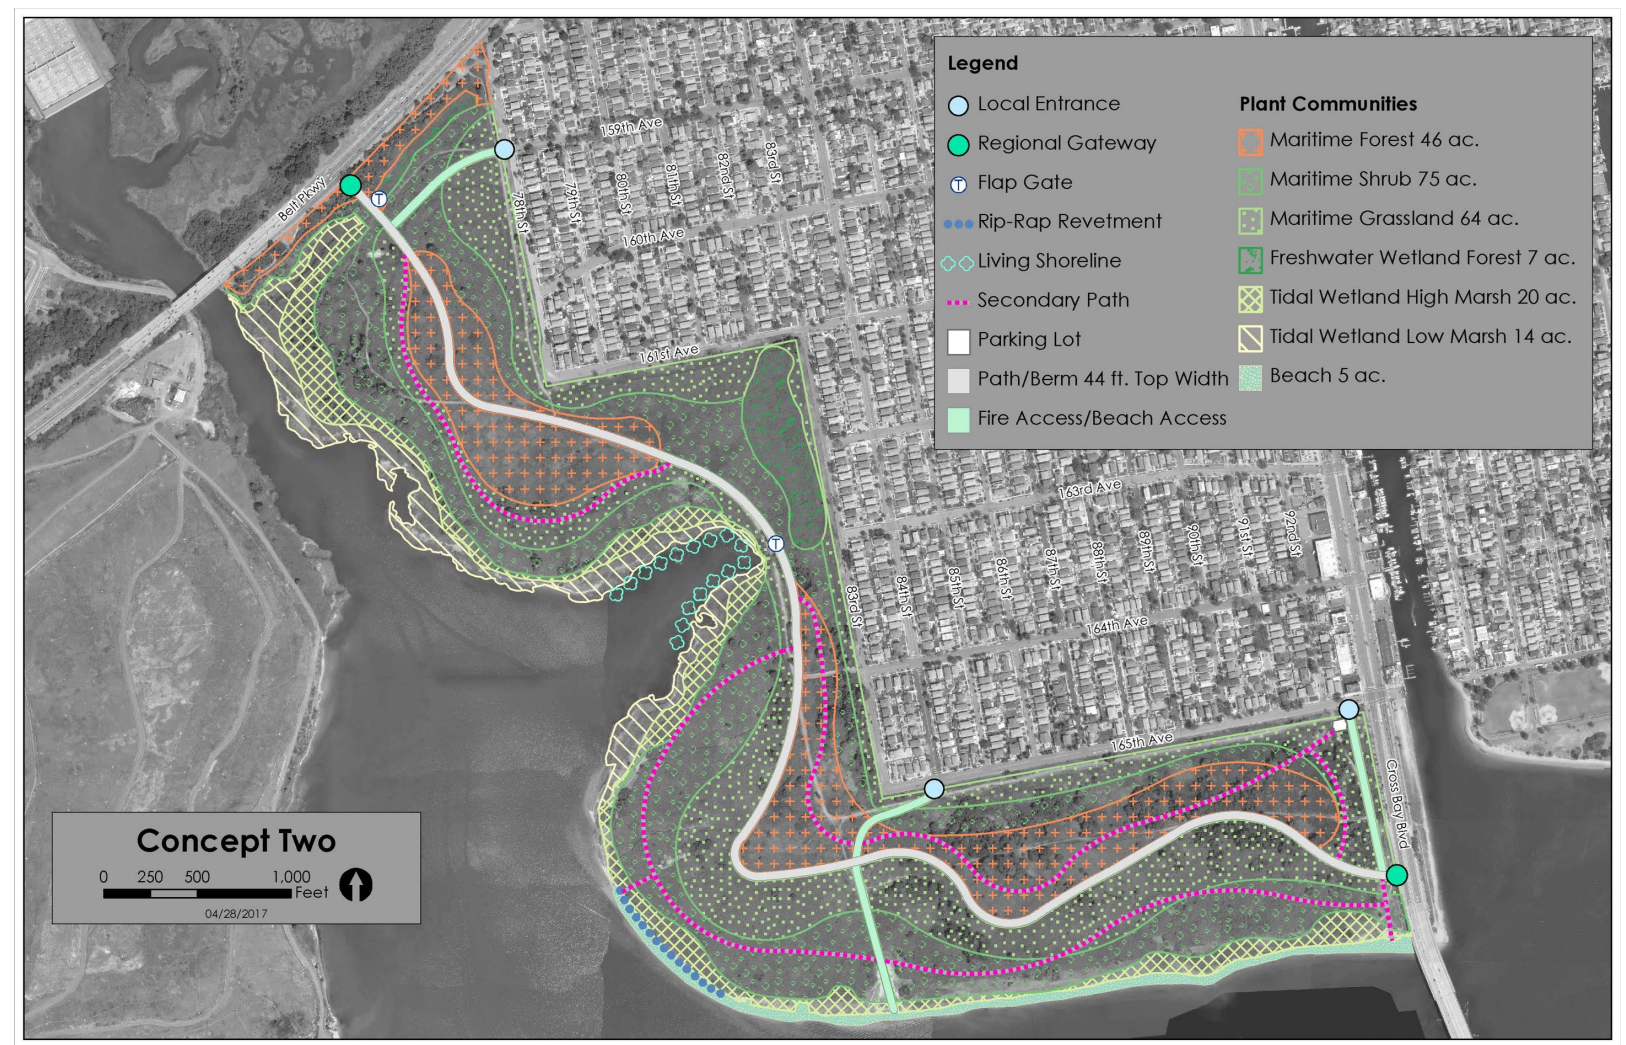 Legend
Local Entrance
Regional Gateway
T Flap Gate
Rip-Rap Revetment
Living Shoreline
Secondary Path
Parking Lot
Path/Berm 44 ft. Top Width
Fire Access/Beach Access
Plant Communities
Maritime Forest 46 ac.
Maritime Shrub 75 ac.
Maritime Grassland 64 ac.
Freshwater Wetland Forest 7 ac.
Tidal Wetland High Marsh 20 ac.
Tidal Wetland Low Marsh 14 ac.
Beach 5 ac.
Belt Pkwy
T
159th Ave
78th St
79th St
80th St
81th St
82nd St
83rd St
160th Ave
161st Ave
163rd Ave
T
83rd St
84th St
85th St
86th St
87th St
88th St
89th St
90th St
91st St
92nd St
164th Ave
165th Ave
Cross Bay Blvd
Concept Two
0 250 500 1,000
Feet
04/28/2017